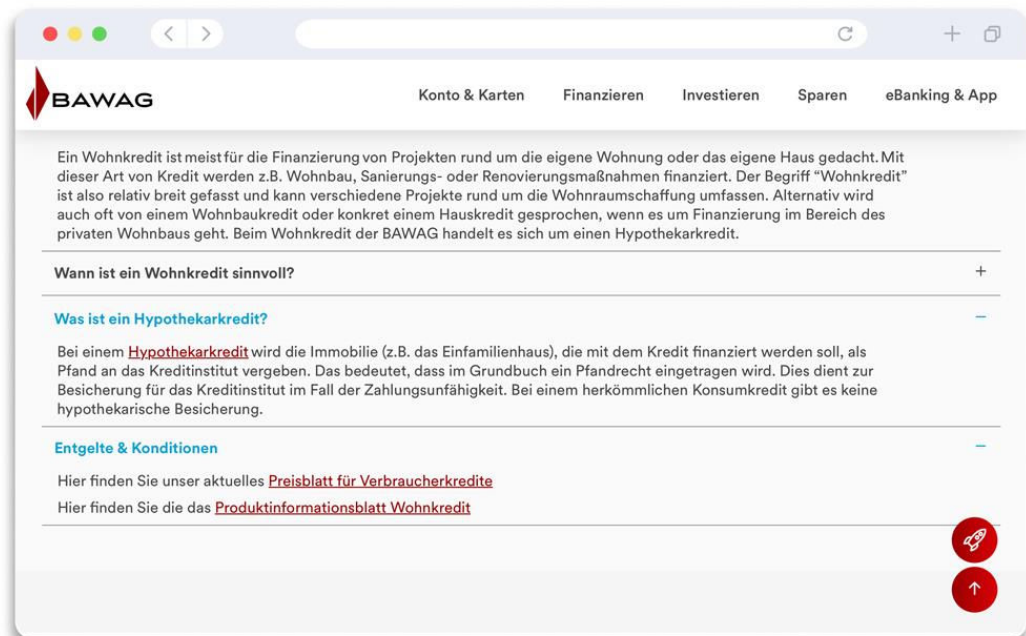 BAWAG
Konto & Karten
Finanzieren
Investieren
Sparen
eBanking & App
Ein Wohnkredit ist meist für die Finanzierung von Projekten rund um die eigene Wohnung oder das eigene Haus gedacht. Mit
dieser Art von Kredit werden z.B. Wohnbau, Sanierungs- oder Renovierungsmaßnahmen finanziert. Der Begriff “Wohnkredit”
ist also relativ breit gefasst und kann verschiedene Projekte rund um die Wohnraumschaffung umfassen. Alternativ wird
auch oft von einem Wohnbaukredit oder konkret einem Hauskredit gesprochen, wenn es um Finanzierung im Bereich des
privaten Wohnbaus geht. Beim Wohnkredit der BAWAG handelt es sich um einen Hypothekarkredit.
Wann ist ein Wohnkredit sinnvoll?
Was ist ein Hypothekarkredit?
Bei einem Hypothekarkredit wird die Immobilie (z.B. das Einfamilienhaus), die mit dem Kredit finanziert werden soll, als
Pfand an das Kreditinstitut vergeben. Das bedeutet, dass im Grundbuch ein Pfandrecht eingetragen wird. Dies dient zur
Besicherung für das Kreditinstitut im Fall der Zahlungsunfähigkeit. Bei einem herkömmlichen Konsumkredit gibt es keine
hypothekarische Besicherung.
Entgelte & Konditionen
Hier finden Sie unser aktuelles Preisblatt für Verbraucherkredite
Hier finden Sie die das Produktinformationsblatt Wohnkredit